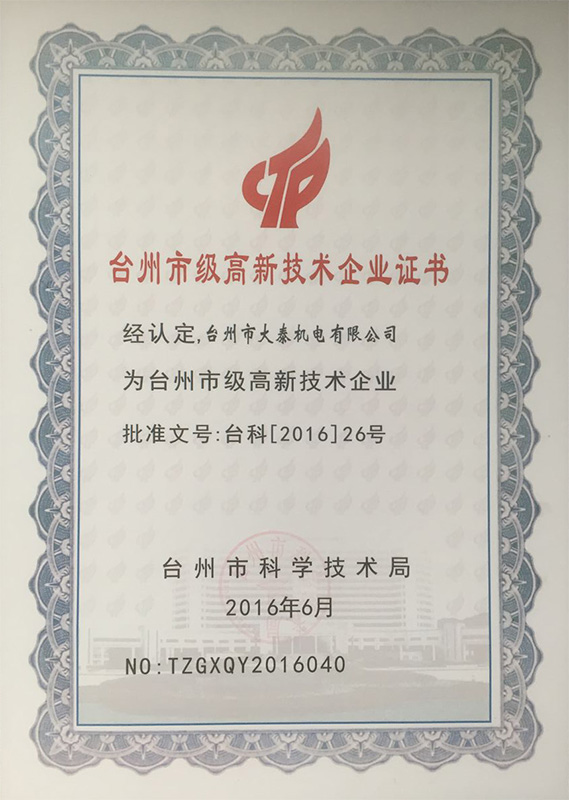 CTP
台州市级高新技术企业证书
经认定,台州市大泰机电有限公司
为台州市级高新技术企业
批准文号:台科[2016]26号
台州市科学技术局
2016年6月
NO:TZGXQY2016040